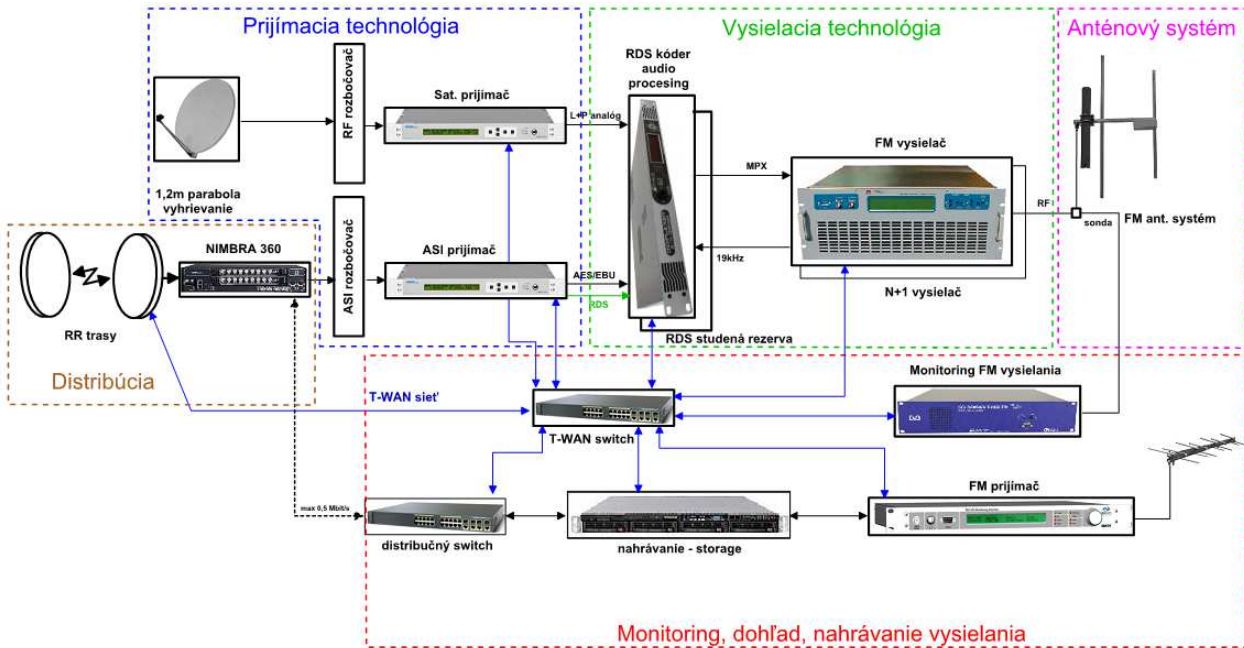 Prijímacia technológia
Vysielacia technológia
Anténový systém
RDS kóder
audio
procesing
RF rozbočovač
Sat. prijímač
L+P analóg
FM vysielač
MPX
1,2m parabola
vyhrievanie
RF
sonda
FM ant. systém
NIMBRA 360
ASI rozbočovač
ASI prijímač
AES/EBU
RDS
19kHz
N+1 vysielač
RR trasy
RDS studená rezerva
Distribúcia
Monitoring FM vysielania
T-WAN sieť
T-WAN switch
FM prijímač
max 0,5 Mbit/s
distribučný switch
nahrávanie - storage
Monitoring, dohľad, nahrávanie vysielania